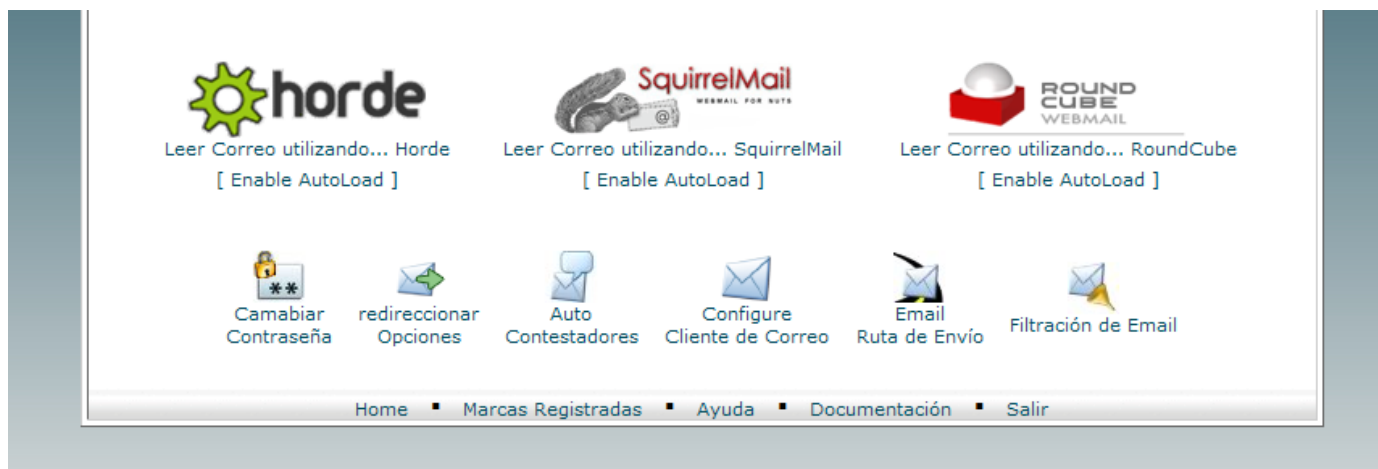 horde
SquirrelMail
WEBMAIL FOR NUTS
@
ROUND
CUBE
WEBMAIL
Leer Correo utilizando... Horde
Leer Correo utilizando... SquirrelMail
Leer Correo utilizando... RoundCube
[ Enable AutoLoad ]
[ Enable AutoLoad ]
[ Enable AutoLoad ]
**
Camabiar
Contraseña
redireccionar
Opciones
Auto
Contestadores
Configure
Cliente de Correo
Email
Ruta de Envío
Filtración de Email
Home ▪ Marcas Registradas ▪ Ayuda ▪ Documentación ▪ Salir